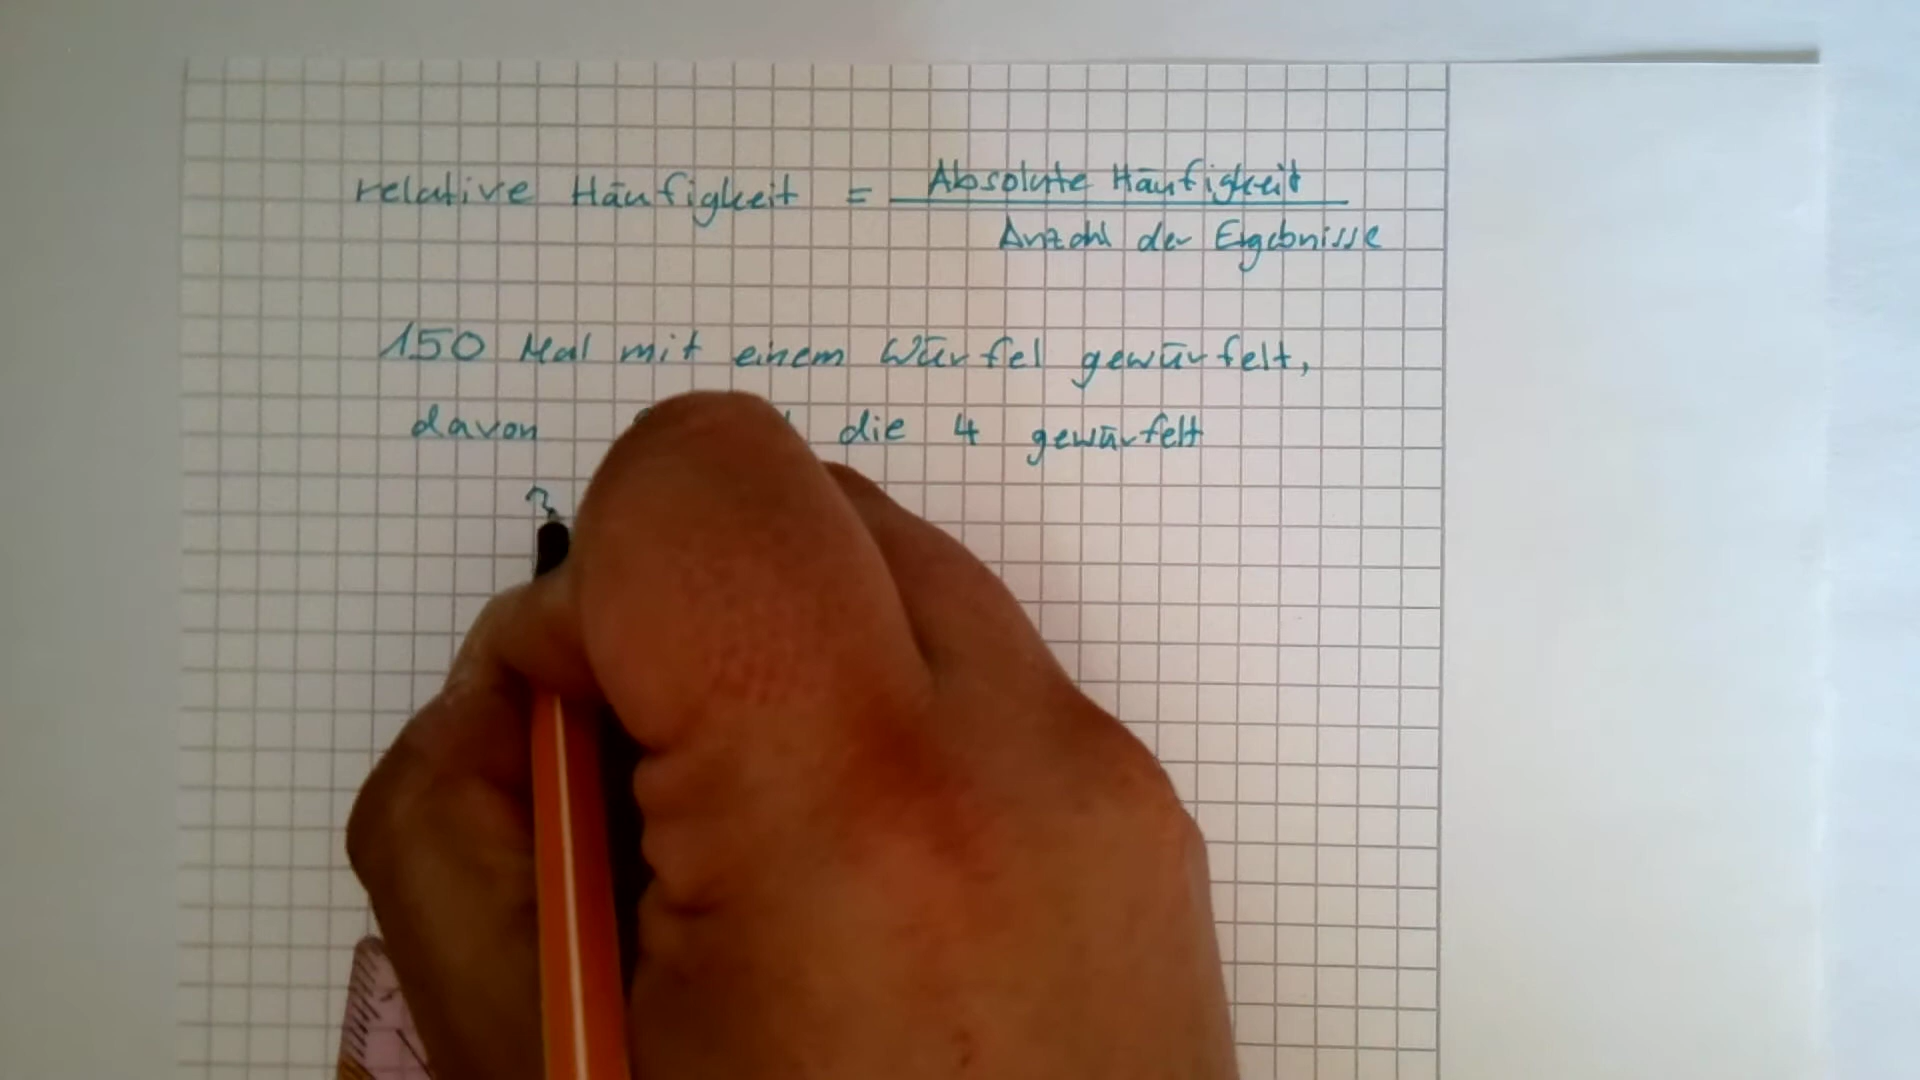 relative Häufigkeit = Absolute Häufigkeit
Anzahl der Ergebnisse
150 Mal mit einem Würfel gewürfelt,
davon die 4 gewürfelt